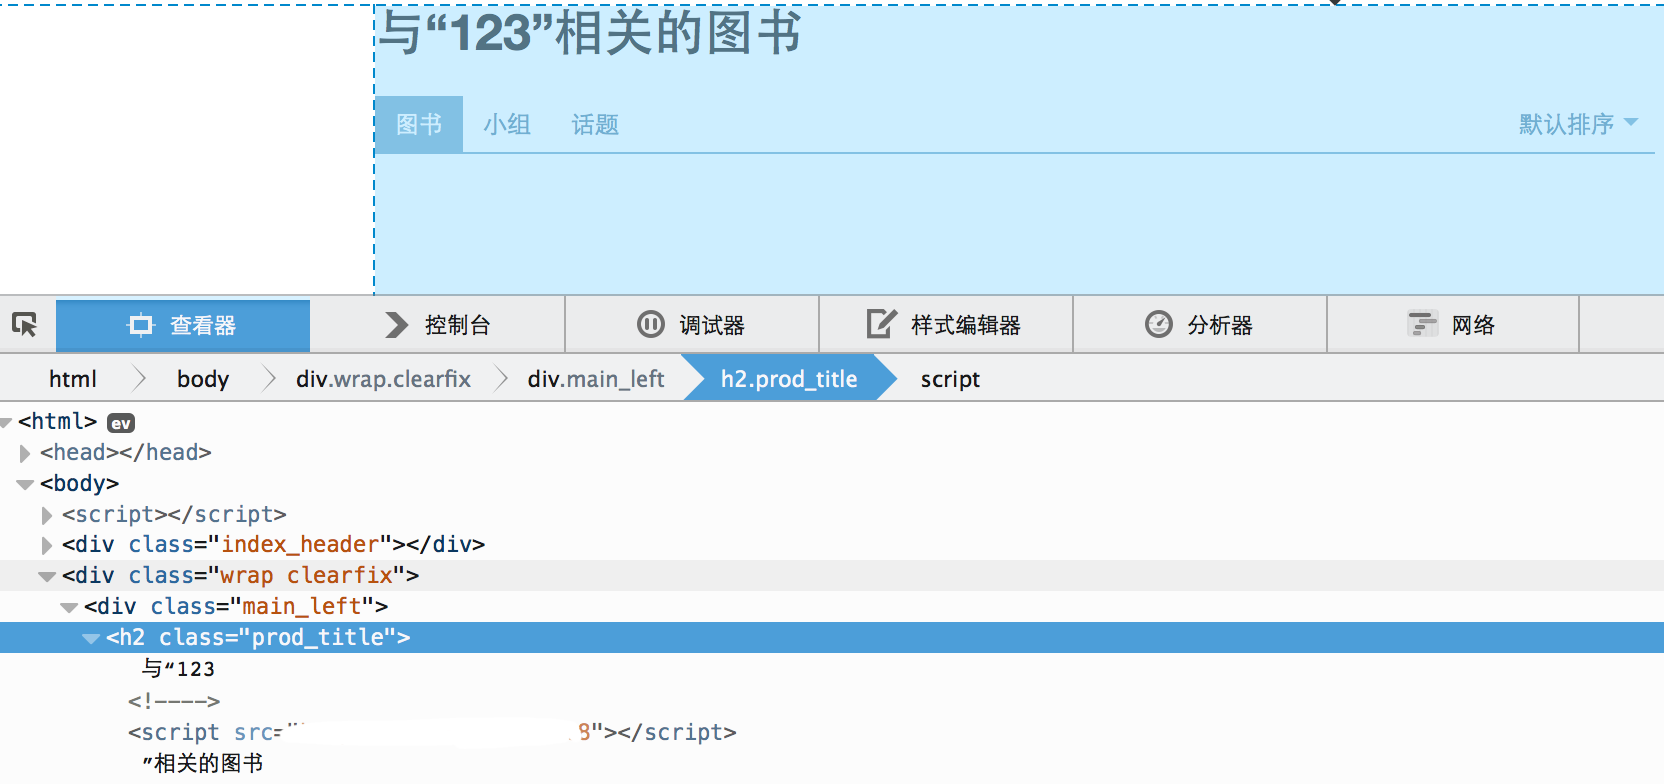 与“123”相关的图书
图书 小组 话题 默认排序
查看器 控制台 调试器 样式编辑器 分析器 网络
html body div.wrap.clearfix div.main_left h2.prod_title script
<html> ev
<head></head>
<body>
<script></script>
<div class="index_header"></div>
<div class="wrap clearfix">
<div class="main_left">
<h2 class="prod_title">
与“123
<!---->
<script src=" 8"></script>
”相关的图书